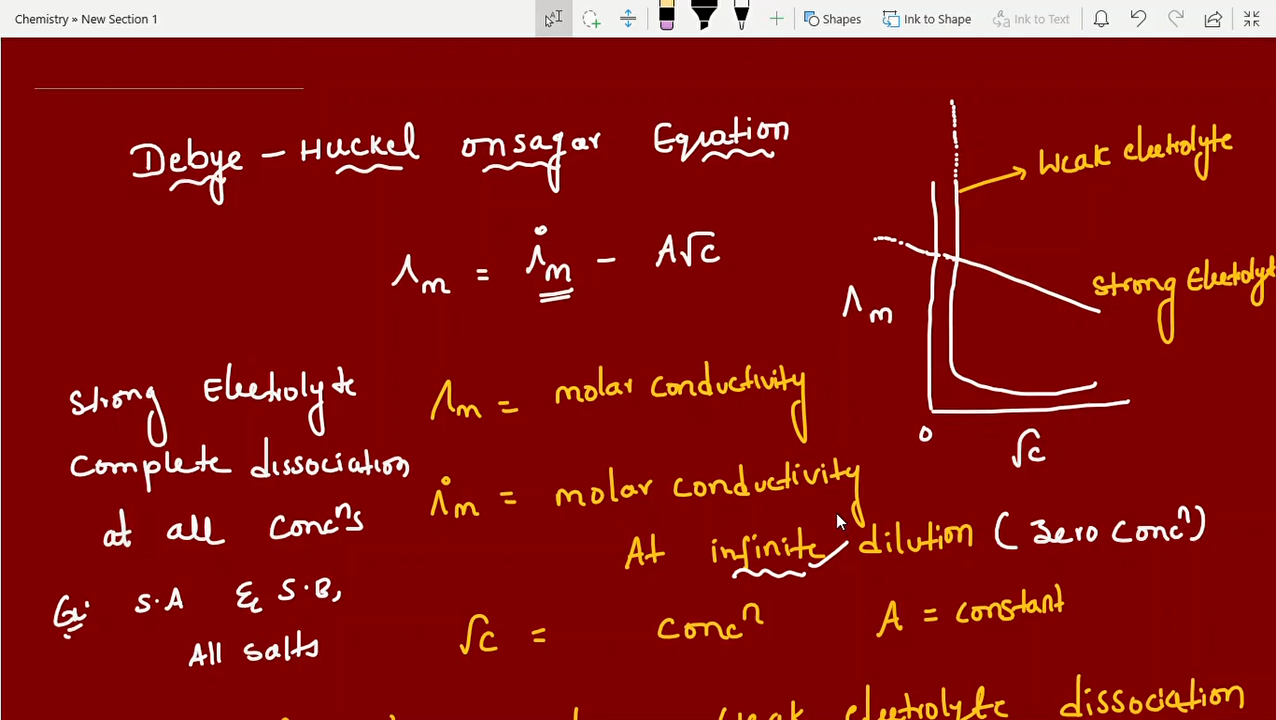 Chemistry » New Section 1
Shapes Ink to Shape Ink to Text
Debye - Huckel onsagar Equation
Λm = Λ°m - A√c
Weak electrolyte
Strong Electrolyt
Λm
0
√c
Strong Electrolyte
Complete dissociation
at all Concⁿs
Ex: S.A & S.B,
All salts
Λm = molar conductivity
Λ°m = molar conductivity
At infinite dilution (Zero Concⁿ)
√c = Concⁿ A = constant
Weak electrolyte dissociation